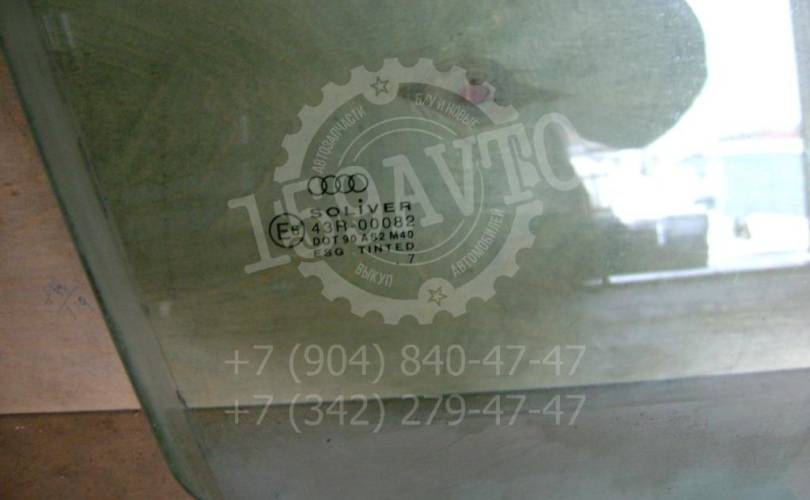 АВТОЗАПЧАСТИ
Б/У И НОВЫЕ
159AVTO
SOLIVER
E6 43R-00082
DOT 90 AS2 M40
ESG TINTED
7
ВЫКУП
АВТОМОБИЛЕЙ
+7 (904) 840-47-47
+7 (342) 279-47-47